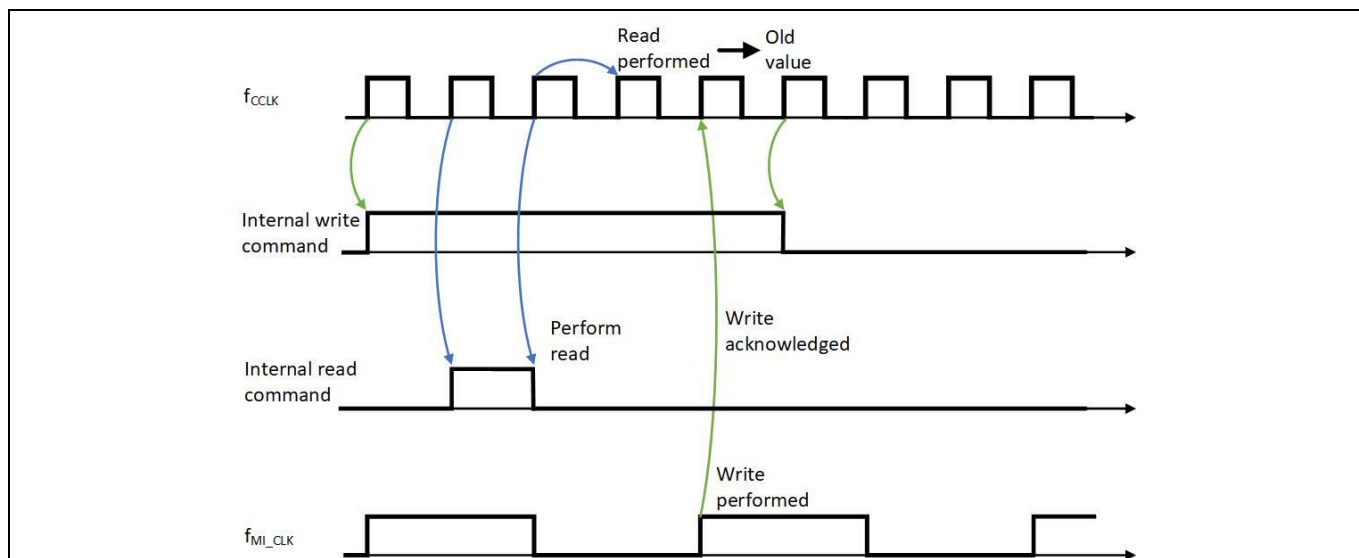 Read
performed
Old
value
fCCLK
Internal write
command
Perform
read
Write
acknowledged
Internal read
command
Write
performed
fMI_CLK